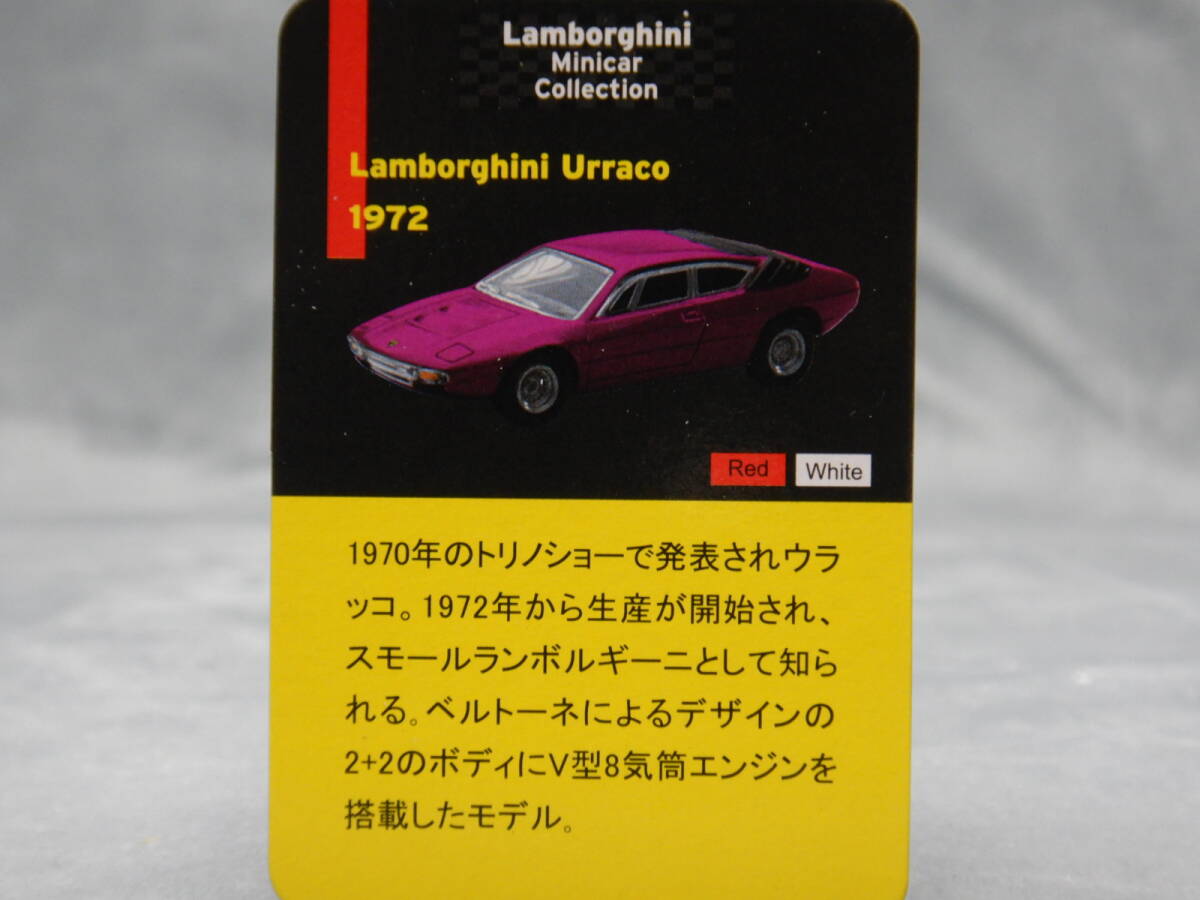 Lamborghini
Minicar
Collection
Lamborghini Urraco
1972
Red White
1970年のトリノショーで発表されウラ
ッコ。1972年から生産が開始され、
スモールランボルギーニとして知ら
れる。ベルトーネによるデザインの
2+2のボディにV型8気筒エンジンを
搭載したモデル。